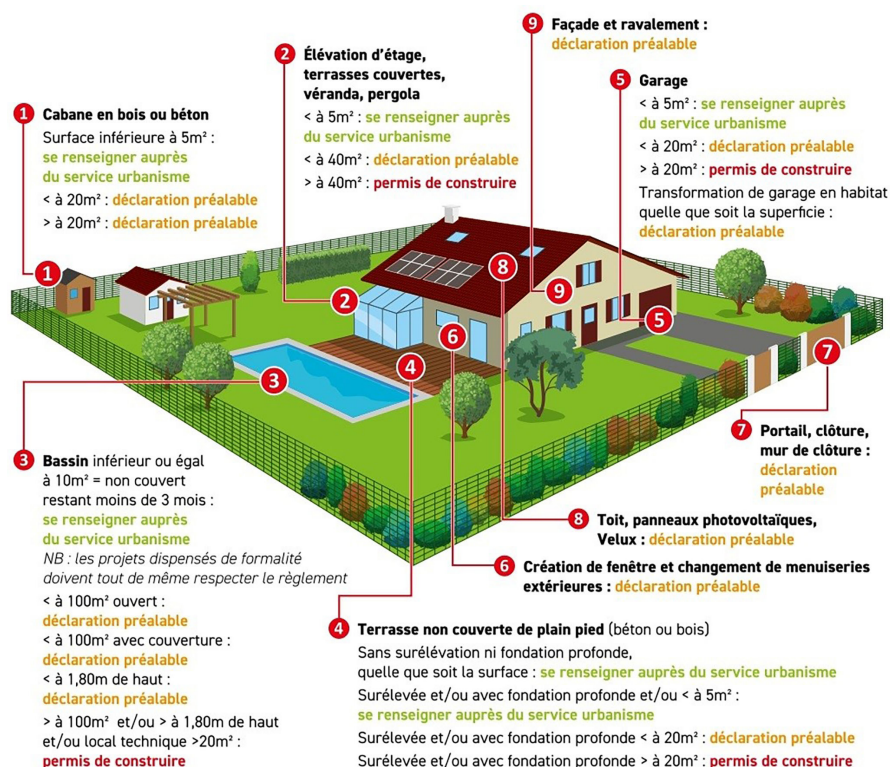 1 Cabane en bois ou béton
Surface inférieure à 5m² :
se renseigner auprès
du service urbanisme
< à 20m² : déclaration préalable
> à 20m² : déclaration préalable
2 Élévation d'étage,
terrasses couvertes,
véranda, pergola
< à 5m² : se renseigner auprès
du service urbanisme
< à 40m² : déclaration préalable
> à 40m² : permis de construire
9 Façade et ravalement :
déclaration préalable
5 Garage
< à 5m² : se renseigner auprès
du service urbanisme
< à 20m² : déclaration préalable
> à 20m² : permis de construire
Transformation de garage en habitat
quelle que soit la superficie :
déclaration préalable
1
2
3
4
6
8
9
5
7
7 Portail, clôture,
mur de clôture :
déclaration
préalable
3 Bassin inférieur ou égal
à 10m² = non couvert
restant moins de 3 mois :
se renseigner auprès
du service urbanisme
NB : les projets dispensés de formalité
doivent tout de même respecter le règlement
< à 100m² ouvert :
déclaration préalable
< à 100m² avec couverture :
déclaration préalable
< à 1,80m de haut :
déclaration préalable
> à 100m² et/ou > à 1,80m de haut
et/ou local technique >20m² :
permis de construire
8 Toit, panneaux photovoltaïques,
Velux : déclaration préalable
6 Création de fenêtre et changement de menuiseries
extérieures : déclaration préalable
4 Terrasse non couverte de plain pied (béton ou bois)
Sans surélévation ni fondation profonde,
quelle que soit la surface : se renseigner auprès du service urbanisme
Surélevée et/ou avec fondation profonde et/ou < à 5m² :
se renseigner auprès du service urbanisme
Surélevée et/ou avec fondation profonde < à 20m² : déclaration préalable
Surélevée et/ou avec fondation profonde > à 20m² : permis de construire